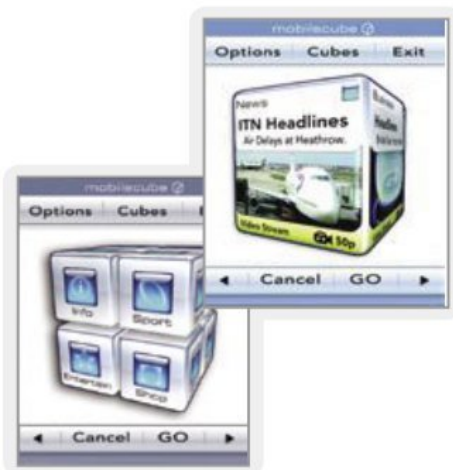 mobilecube
Options Cubes Exit
News
ITN Headlines
Air Delays at Heathrow.
Video Stream 50p
Cancel GO
mobilecube
Options Cubes
Info Sport
Entertain Shop
Cancel GO